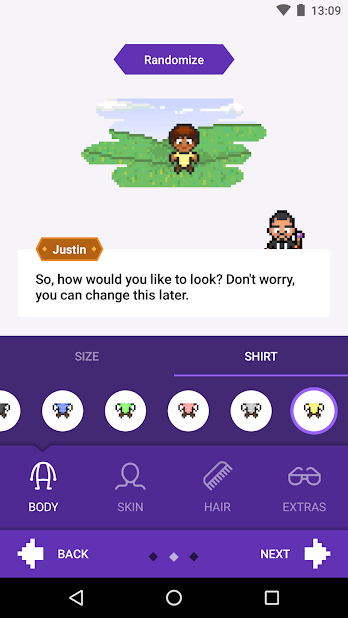 13:09
Randomize
Justin
So, how would you like to look? Don't worry,
you can change this later.
SIZE SHIRT
BODY SKIN HAIR EXTRAS
BACK NEXT